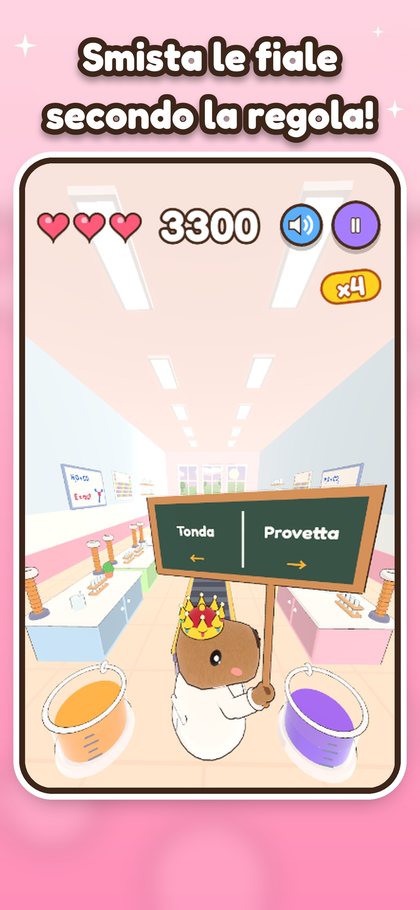 Smista le fiale
secondo la regola!
3300
x4
Tonda
Provetta
← →